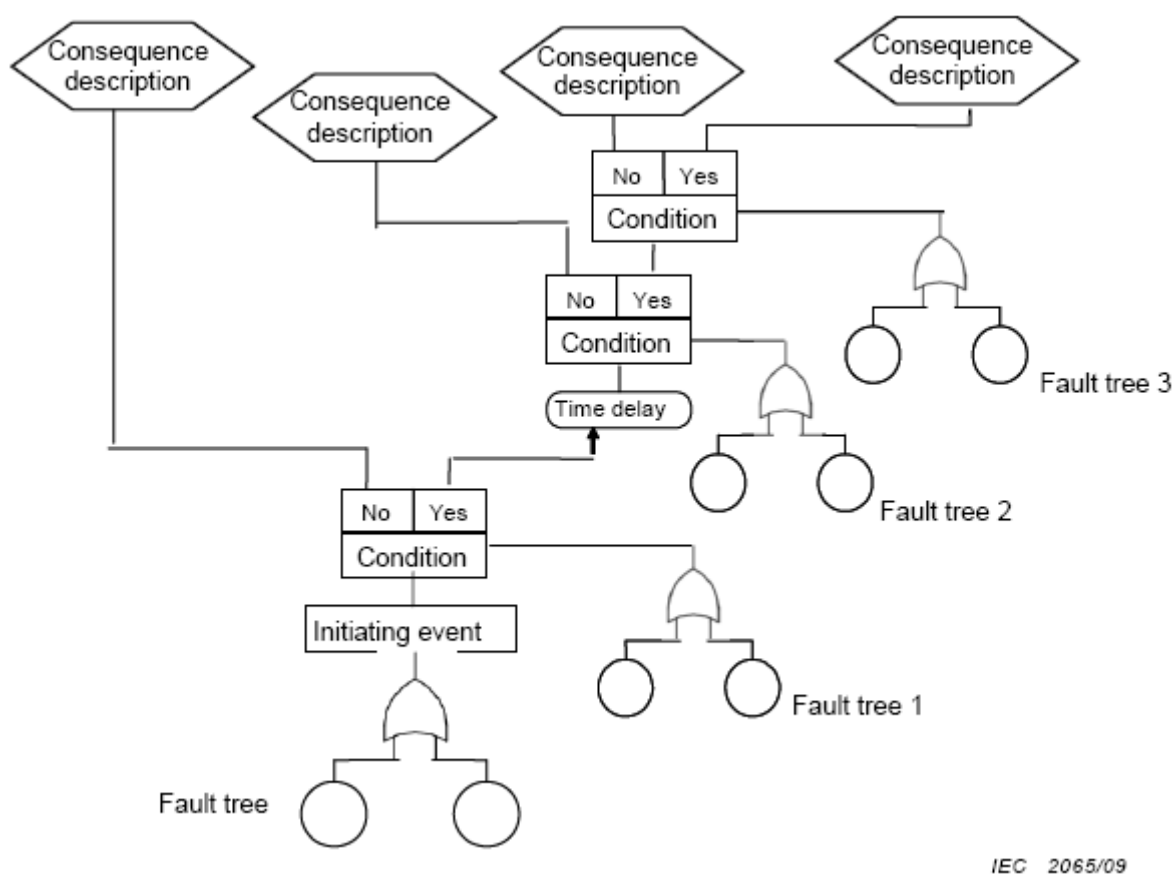 Consequence
description
Consequence
description
Consequence
description
Consequence
description
No Yes
Condition
No Yes
Condition
Fault tree 3
Time delay
No Yes
Condition
Fault tree 2
Initiating event
Fault tree 1
Fault tree
IEC 2065/09